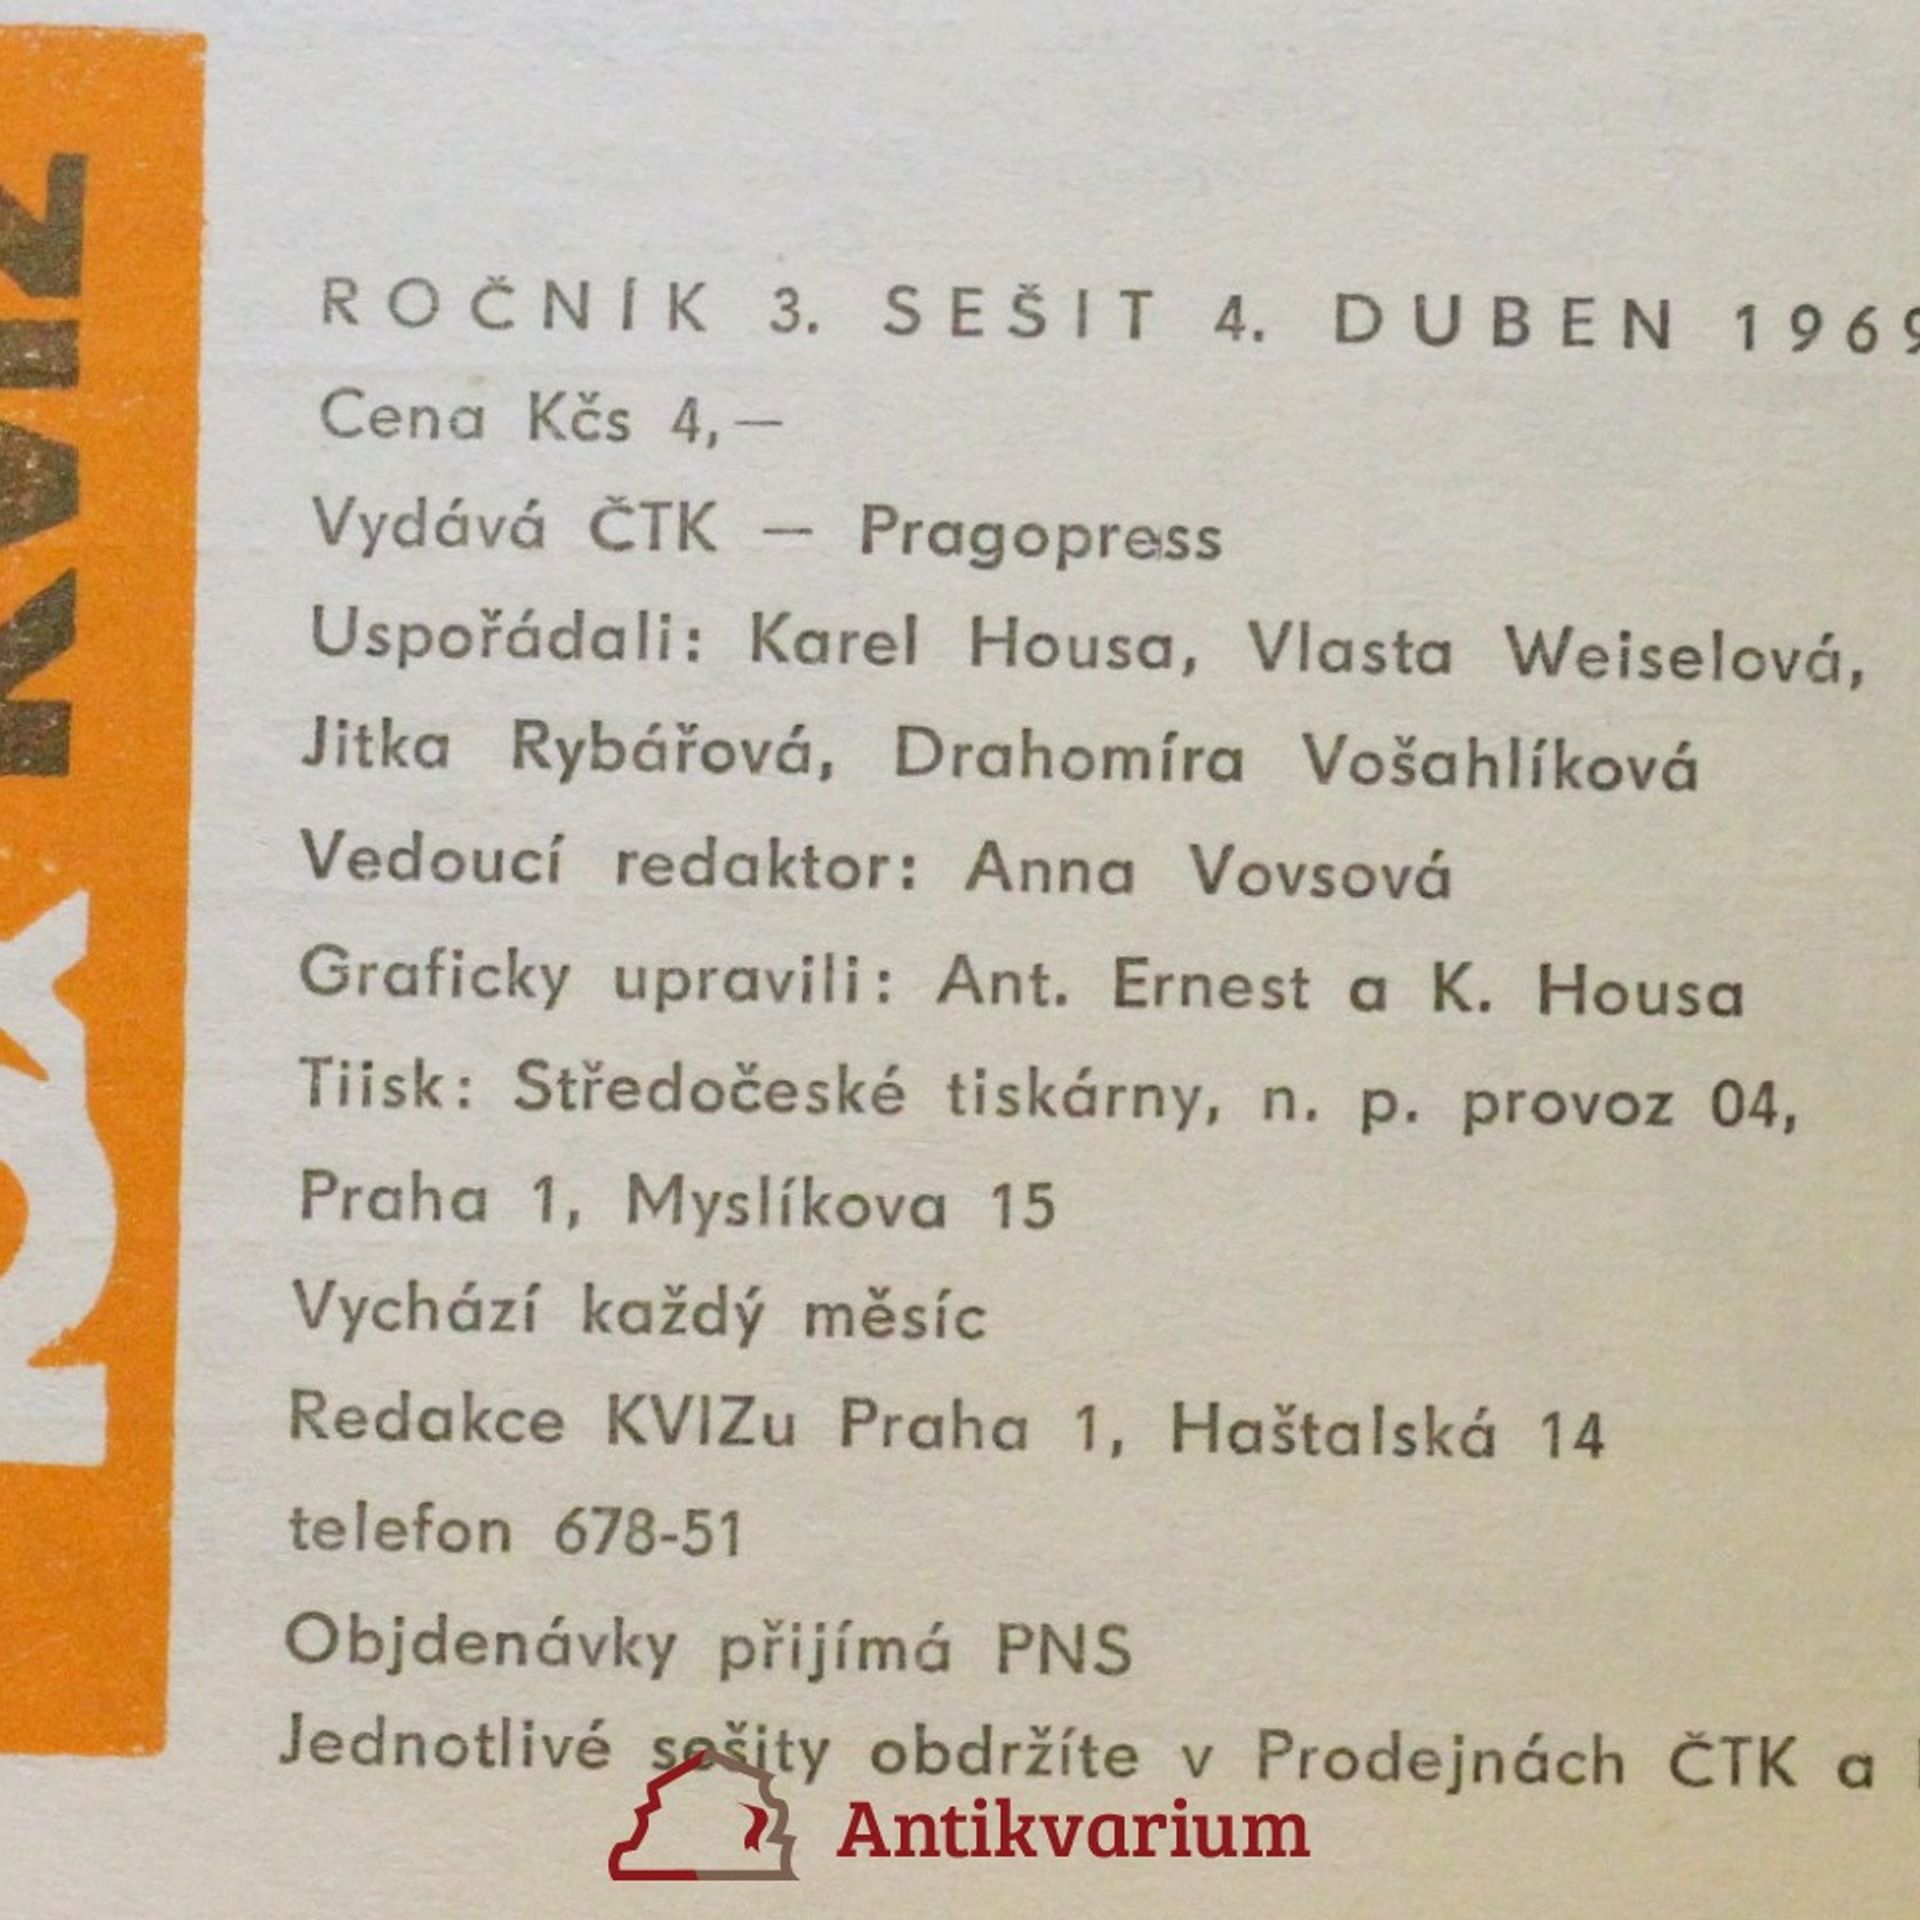 KVIZ
ROČNÍK 3. SEŠIT 4. DUBEN 1969
Cena Kčs 4,—
Vydává ČTK — Pragopress
Uspořádali: Karel Housa, Vlasta Weiselová,
Jitka Rybářová, Drahomíra Vošahlíková
Vedoucí redaktor: Anna Vovsová
Graficky upravili: Ant. Ernest a K. Housa
Tiisk: Středočeské tiskárny, n. p. provoz 04,
Praha 1, Myslíkova 15
Vychází každý měsíc
Redakce KVIZu Praha 1, Haštalská 14
telefon 678-51
Objdenávky přijímá PNS
Jednotlivé sešity obdržíte v Prodejnách ČTK a
Antikvarium